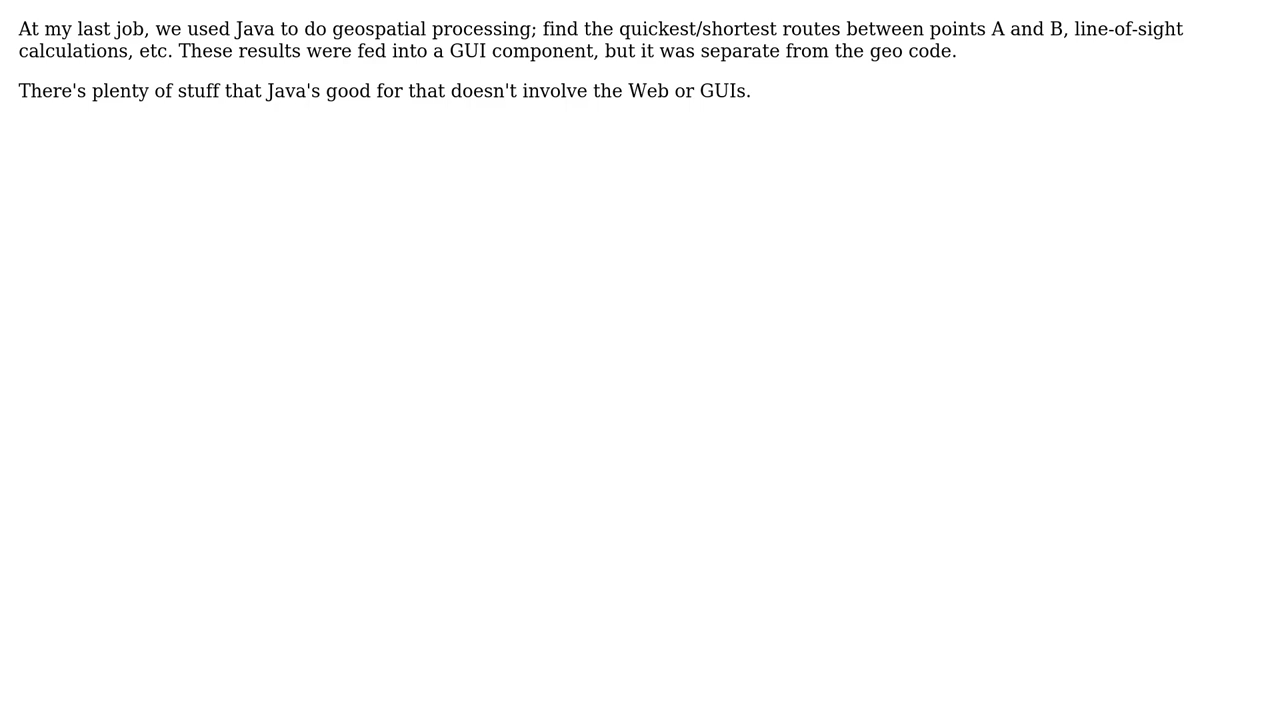 At my last job, we used Java to do geospatial processing; find the quickest/shortest routes between points A and B, line-of-sight
calculations, etc. These results were fed into a GUI component, but it was separate from the geo code.
There's plenty of stuff that Java's good for that doesn't involve the Web or GUIs.